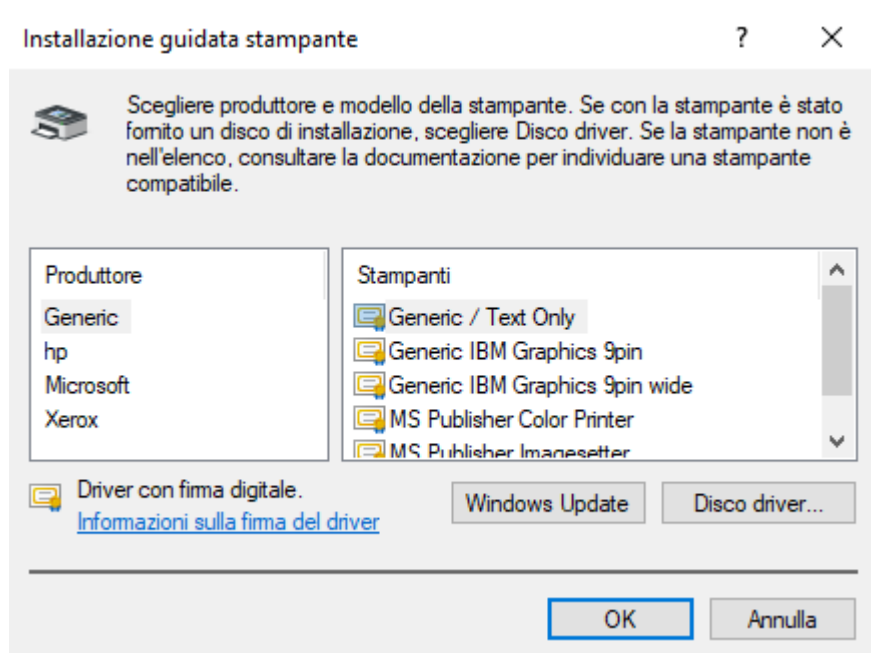 Installazione guidata stampante
?
Scegliere produttore e modello della stampante. Se con la stampante è stato
fornito un disco di installazione, scegliere Disco driver. Se la stampante non è
nell'elenco, consultare la documentazione per individuare una stampante
compatibile.
Produttore
Generic
hp
Microsoft
Xerox
Stampanti
Generic / Text Only
Generic IBM Graphics 9pin
Generic IBM Graphics 9pin wide
MS Publisher Color Printer
MS Publisher Imagesetter
Driver con firma digitale.
Informazioni sulla firma del driver
Windows Update
Disco driver...
OK
Annulla